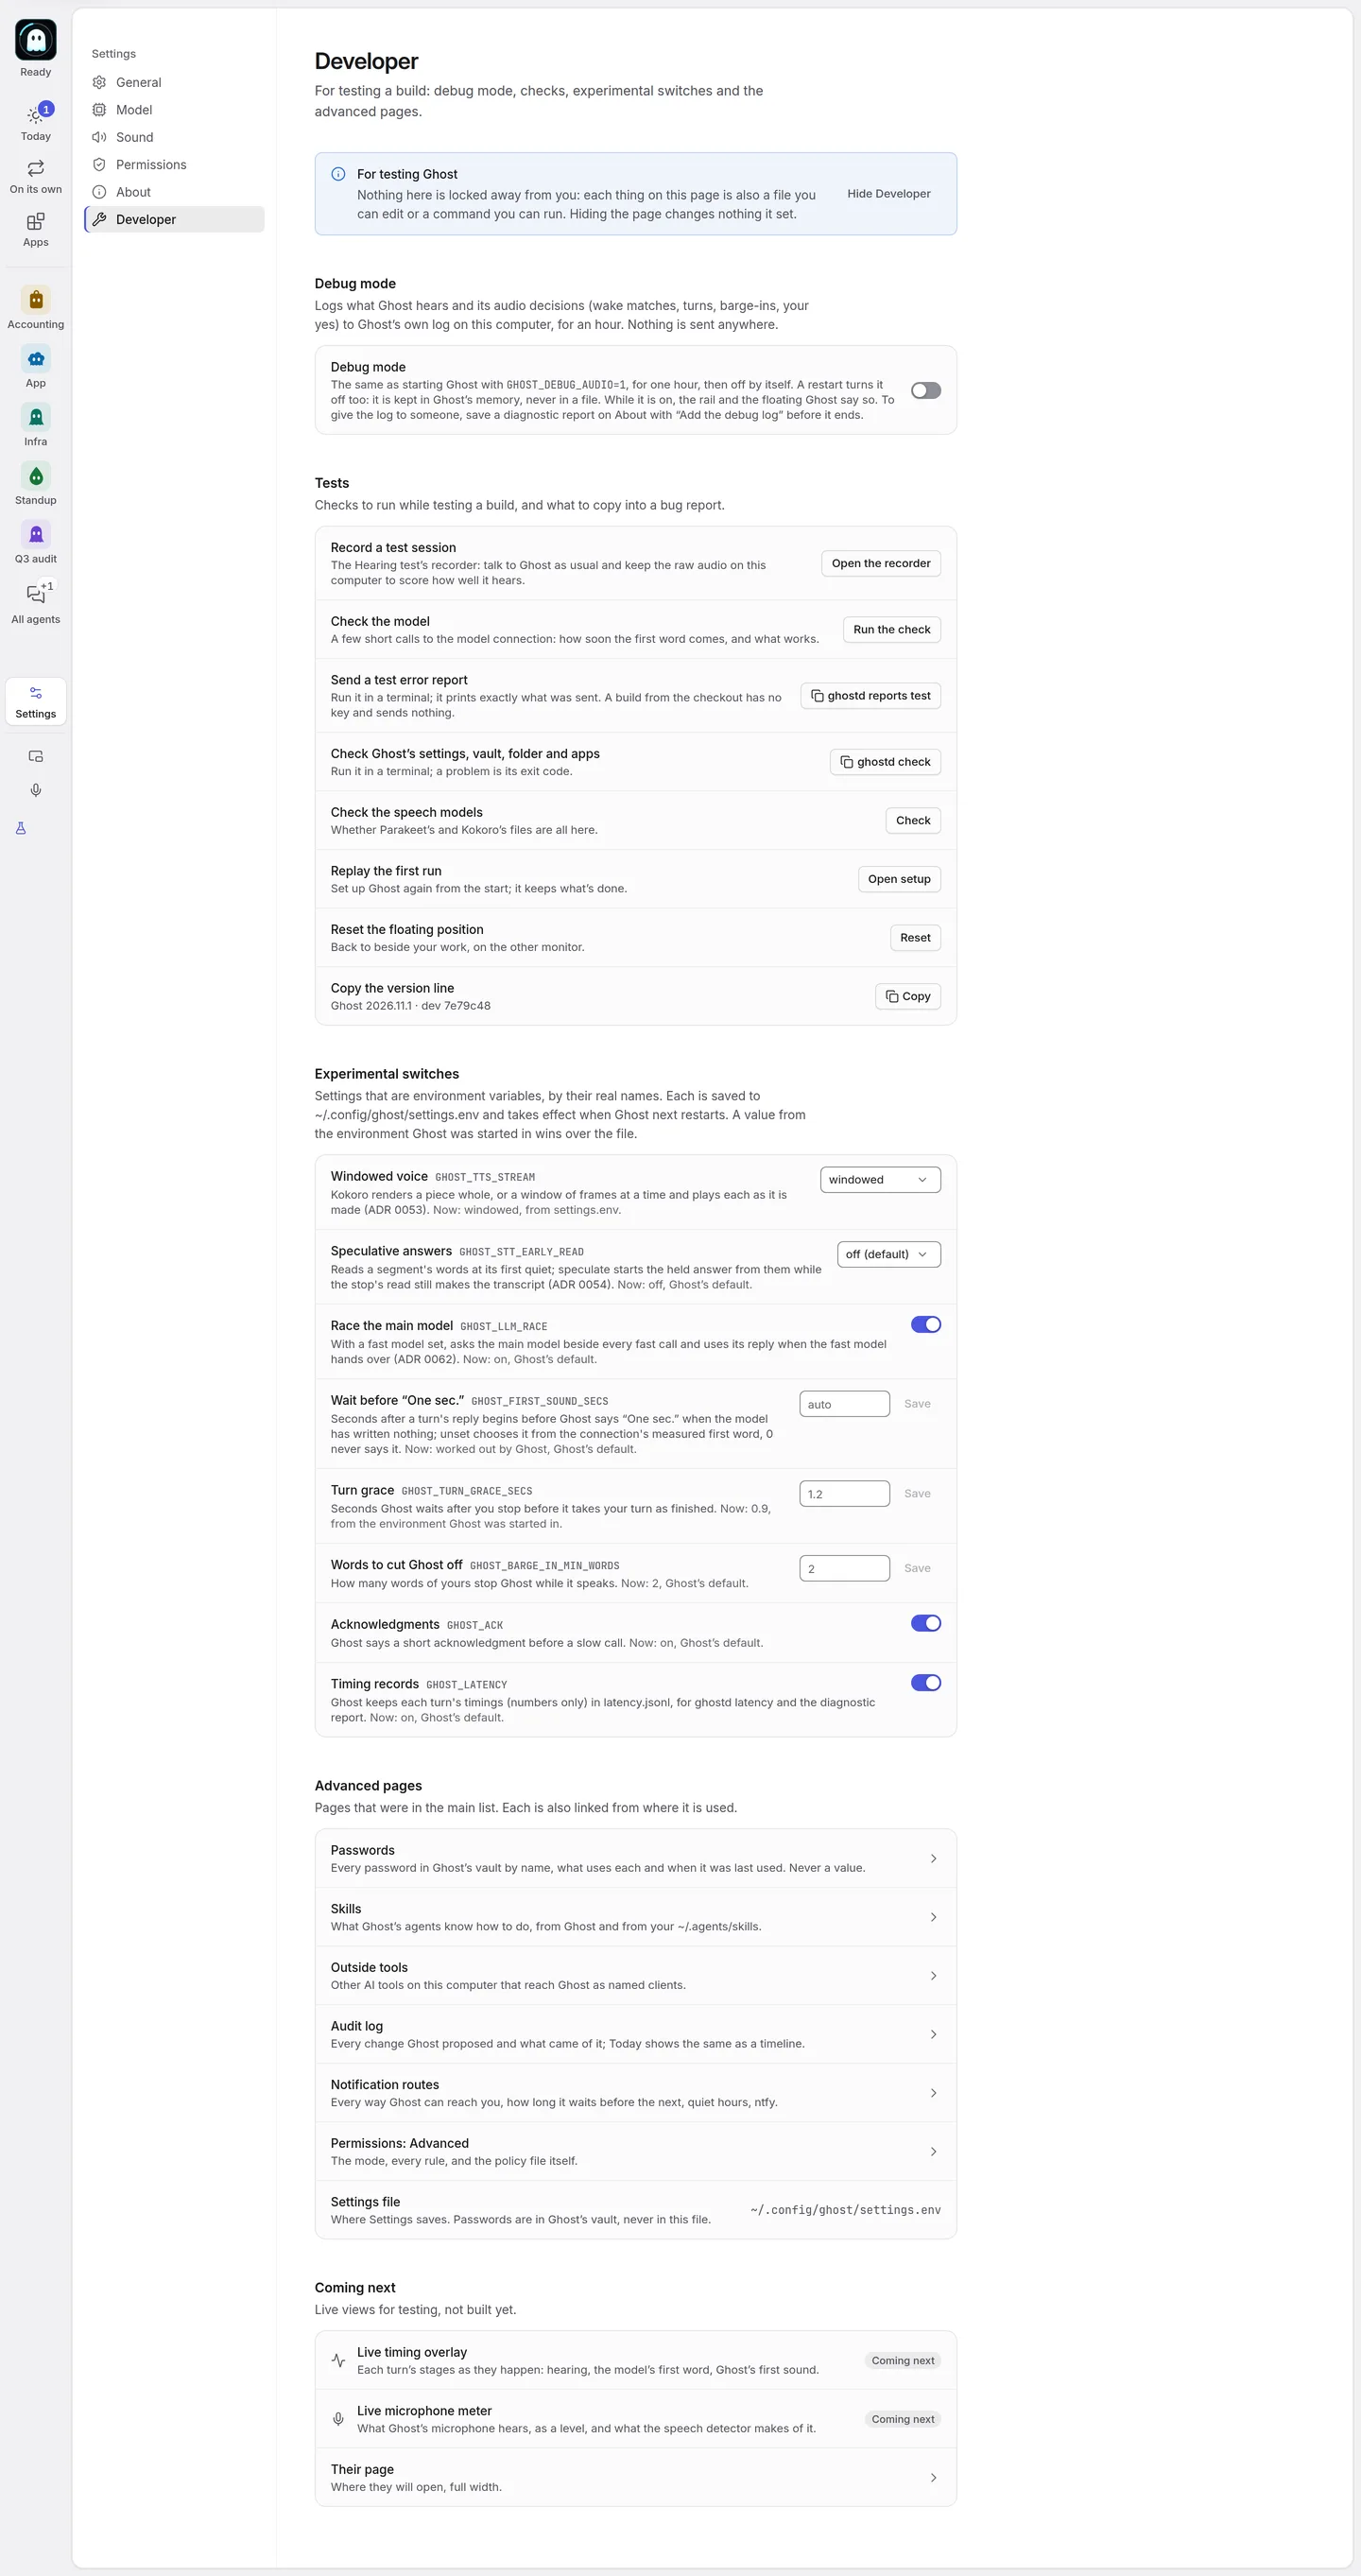 Ready
1
Today
On its own
Apps
Accounting
App
Infra
Standup
Q3 audit
+1
All agents
Settings
Settings
General
Model
Sound
Permissions
About
Developer
Developer
For testing a build: debug mode, checks, experimental switches and the
advanced pages.
For testing Ghost
Nothing here is locked away from you: each thing on this page is also a file you
can edit or a command you can run. Hiding the page changes nothing it set.
Hide Developer
Debug mode
Logs what Ghost hears and its audio decisions (wake matches, turns, barge-ins, your
yes) to Ghost’s own log on this computer, for an hour. Nothing is sent anywhere.
Debug mode
The same as starting Ghost with GHOST_DEBUG_AUDIO=1, for one hour, then off by itself. A restart turns it
off too: it is kept in Ghost’s memory, never in a file. While it is on, the rail and the floating Ghost say so. To
give the log to someone, save a diagnostic report on About with “Add the debug log” before it ends.
Tests
Checks to run while testing a build, and what to copy into a bug report.
Record a test session
The Hearing test’s recorder: talk to Ghost as usual and keep the raw audio on this
computer to score how well it hears.
Open the recorder
Check the model
A few short calls to the model connection: how soon the first word comes, and what works.
Run the check
Send a test error report
Run it in a terminal; it prints exactly what was sent. A build from the checkout has no
key and sends nothing.
ghostd reports test
Check Ghost’s settings, vault, folder and apps
Run it in a terminal; a problem is its exit code.
ghostd check
Check the speech models
Whether Parakeet’s and Kokoro’s files are all here.
Check
Replay the first run
Set up Ghost again from the start; it keeps what’s done.
Open setup
Reset the floating position
Back to beside your work, on the other monitor.
Reset
Copy the version line
Ghost 2026.11.1 · dev 7e79c48
Copy
Experimental switches
Settings that are environment variables, by their real names. Each is saved to
~/.config/ghost/settings.env and takes effect when Ghost next restarts. A value from
the environment Ghost was started in wins over the file.
Windowed voice GHOST_TTS_STREAM
Kokoro renders a piece whole, or a window of frames at a time and plays each as it is
made (ADR 0053). Now: windowed, from settings.env.
windowed
Speculative answers GHOST_STT_EARLY_READ
Reads a segment's words at its first quiet; speculate starts the held answer from them while
the stop's read still makes the transcript (ADR 0054). Now: off, Ghost’s default.
off (default)
Race the main model GHOST_LLM_RACE
With a fast model set, asks the main model beside every fast call and uses its reply when the fast model
hands over (ADR 0062). Now: on, Ghost’s default.
Wait before “One sec.” GHOST_FIRST_SOUND_SECS
Seconds after a turn's reply begins before Ghost says “One sec.” when the model
has written nothing; unset chooses it from the connection's measured first word, 0
never says it. Now: worked out by Ghost, Ghost’s default.
auto
Save
Turn grace GHOST_TURN_GRACE_SECS
Seconds Ghost waits after you stop before it takes your turn as finished. Now: 0.9,
from the environment Ghost was started in.
1.2
Save
Words to cut Ghost off GHOST_BARGE_IN_MIN_WORDS
How many words of yours stop Ghost while it speaks. Now: 2, Ghost’s default.
2
Save
Acknowledgments GHOST_ACK
Ghost says a short acknowledgment before a slow call. Now: on, Ghost’s default.
Timing records GHOST_LATENCY
Ghost keeps each turn's timings (numbers only) in latency.jsonl, for ghostd latency and the diagnostic
report. Now: on, Ghost’s default.
Advanced pages
Pages that were in the main list. Each is also linked from where it is used.
Passwords
Every password in Ghost’s vault by name, what uses each and when it was last used. Never a value.
Skills
What Ghost’s agents know how to do, from Ghost and from your ~/.agents/skills.
Outside tools
Other AI tools on this computer that reach Ghost as named clients.
Audit log
Every change Ghost proposed and what came of it; Today shows the same as a timeline.
Notification routes
Every way Ghost can reach you, how long it waits before the next, quiet hours, ntfy.
Permissions: Advanced
The mode, every rule, and the policy file itself.
Settings file
Where Settings saves. Passwords are in Ghost’s vault, never in this file.
~/.config/ghost/settings.env
Coming next
Live views for testing, not built yet.
Live timing overlay
Each turn’s stages as they happen: hearing, the model’s first word, Ghost’s first sound.
Coming next
Live microphone meter
What Ghost’s microphone hears, as a level, and what the speech detector makes of it.
Coming next
Their page
Where they will open, full width.